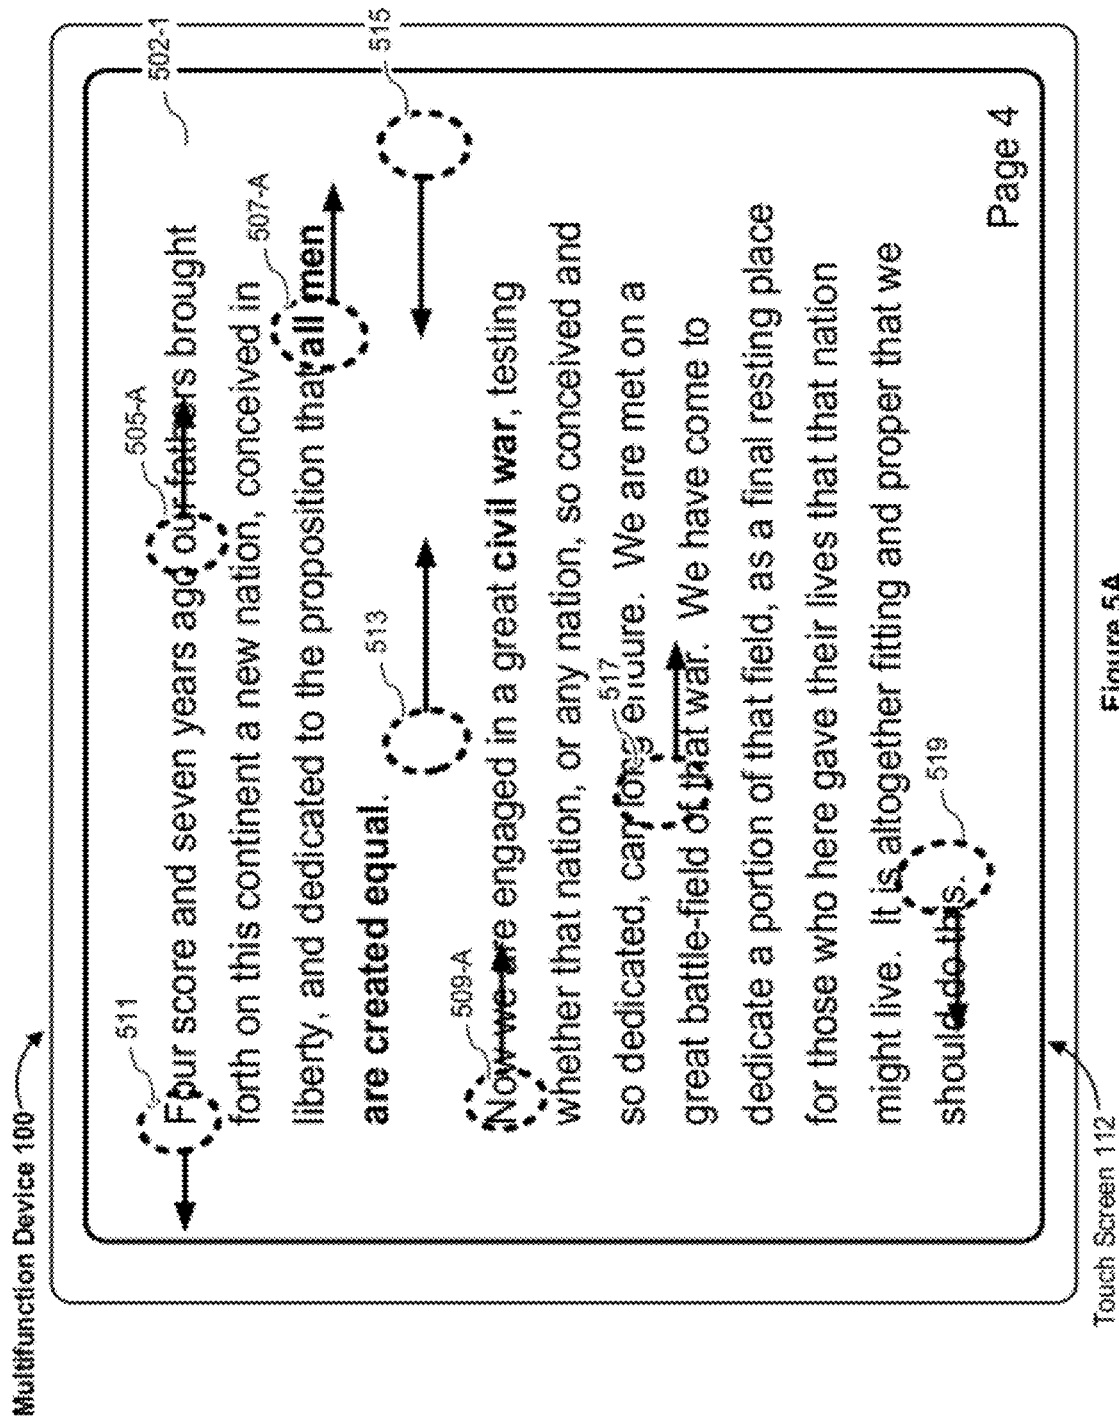 Multifunction Device 100
502-1
515
511
505-A
507-A
Four score and seven years ago our fathers brought
forth on this continent a new nation, conceived in
liberty, and dedicated to the proposition that all men
are created equal.
513
509-A
Now we are engaged in a great civil war, testing
whether that nation, or any nation, so conceived and
so dedicated, can long endure. We are met on a
517
great battle-field of that war. We have come to
dedicate a portion of that field, as a final resting place
for those who here gave their lives that that nation
might live. It is altogether fitting and proper that we
should do this.
519
Page 4
Touch Screen 112
Figure 5A